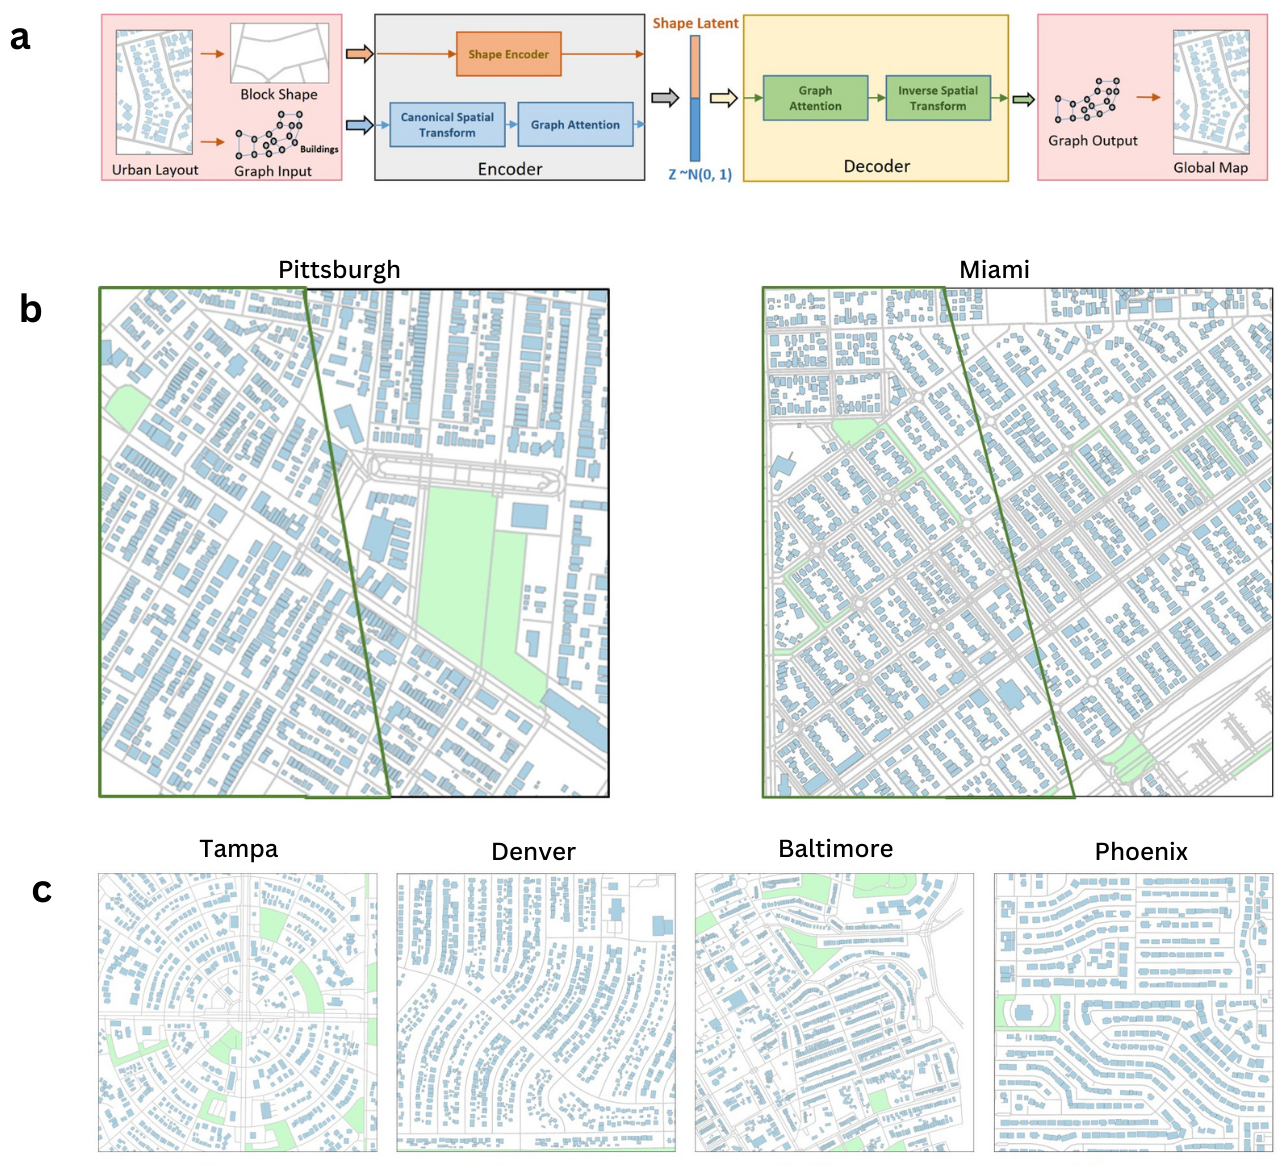 a
Urban Layout
Block Shape
Graph Input
Buildings
Shape Encoder
Canonical Spatial
Transform
Graph Attention
Encoder
Shape Latent
Z ~N(0, 1)
Graph
Attention
Inverse Spatial
Transform
Decoder
Graph Output
Global Map
b
Pittsburgh
Miami
c
Tampa
Denver
Baltimore
Phoenix